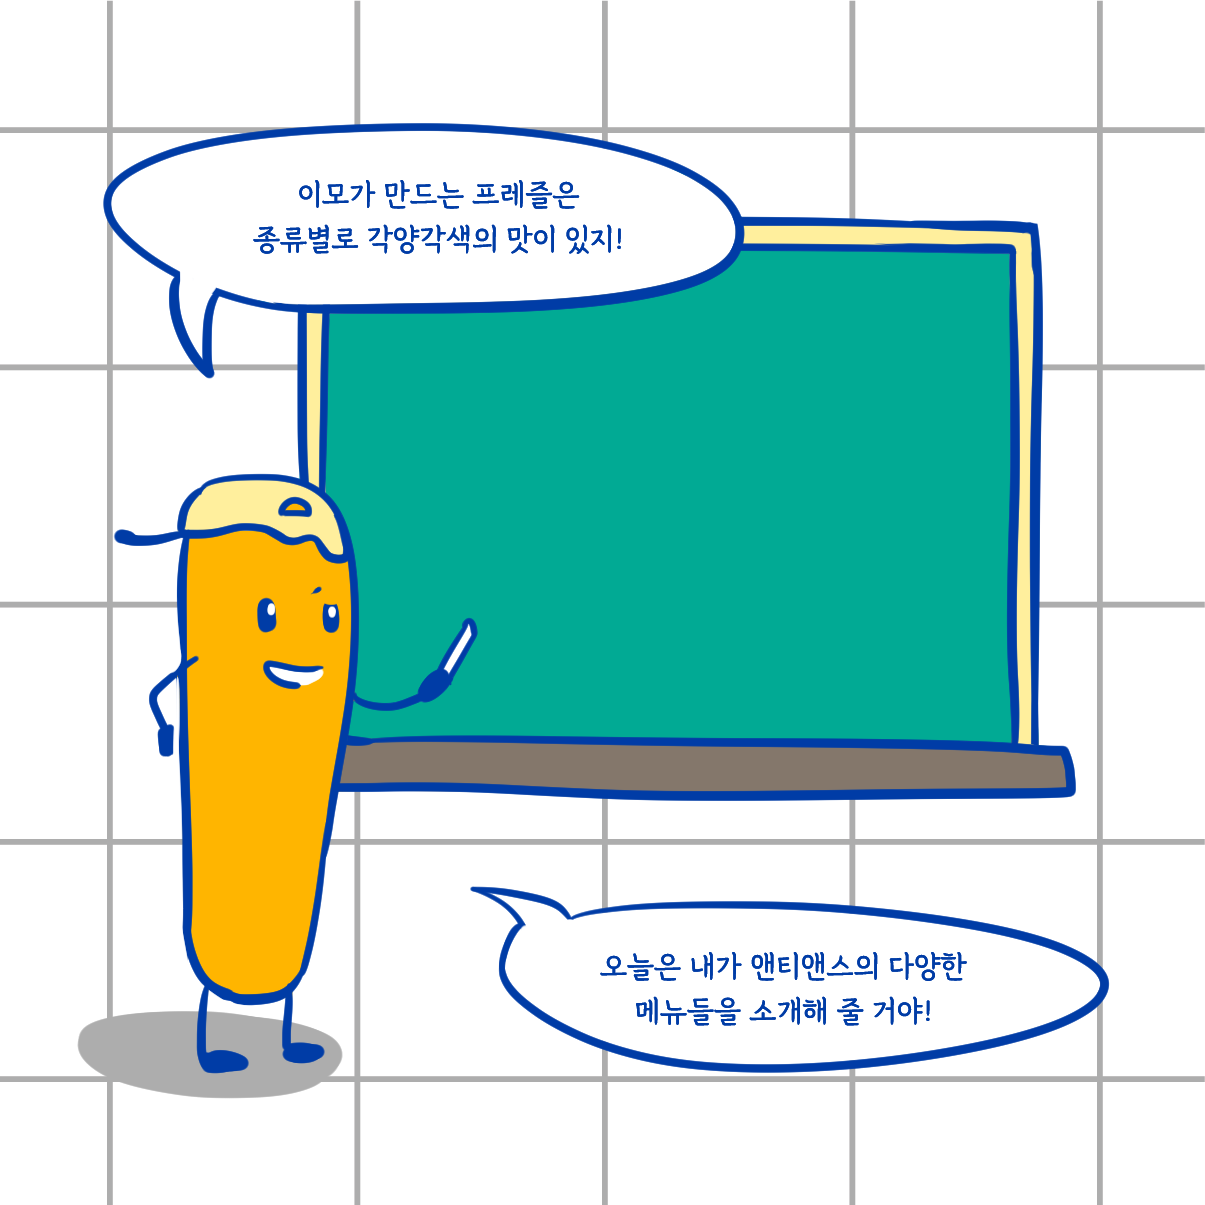 이모가 만드는 프레즐은
종류별로 각양각색의 맛이 있지!
오늘은 내가 앤티앤스의 다양한
메뉴들을 소개해 줄 거야!